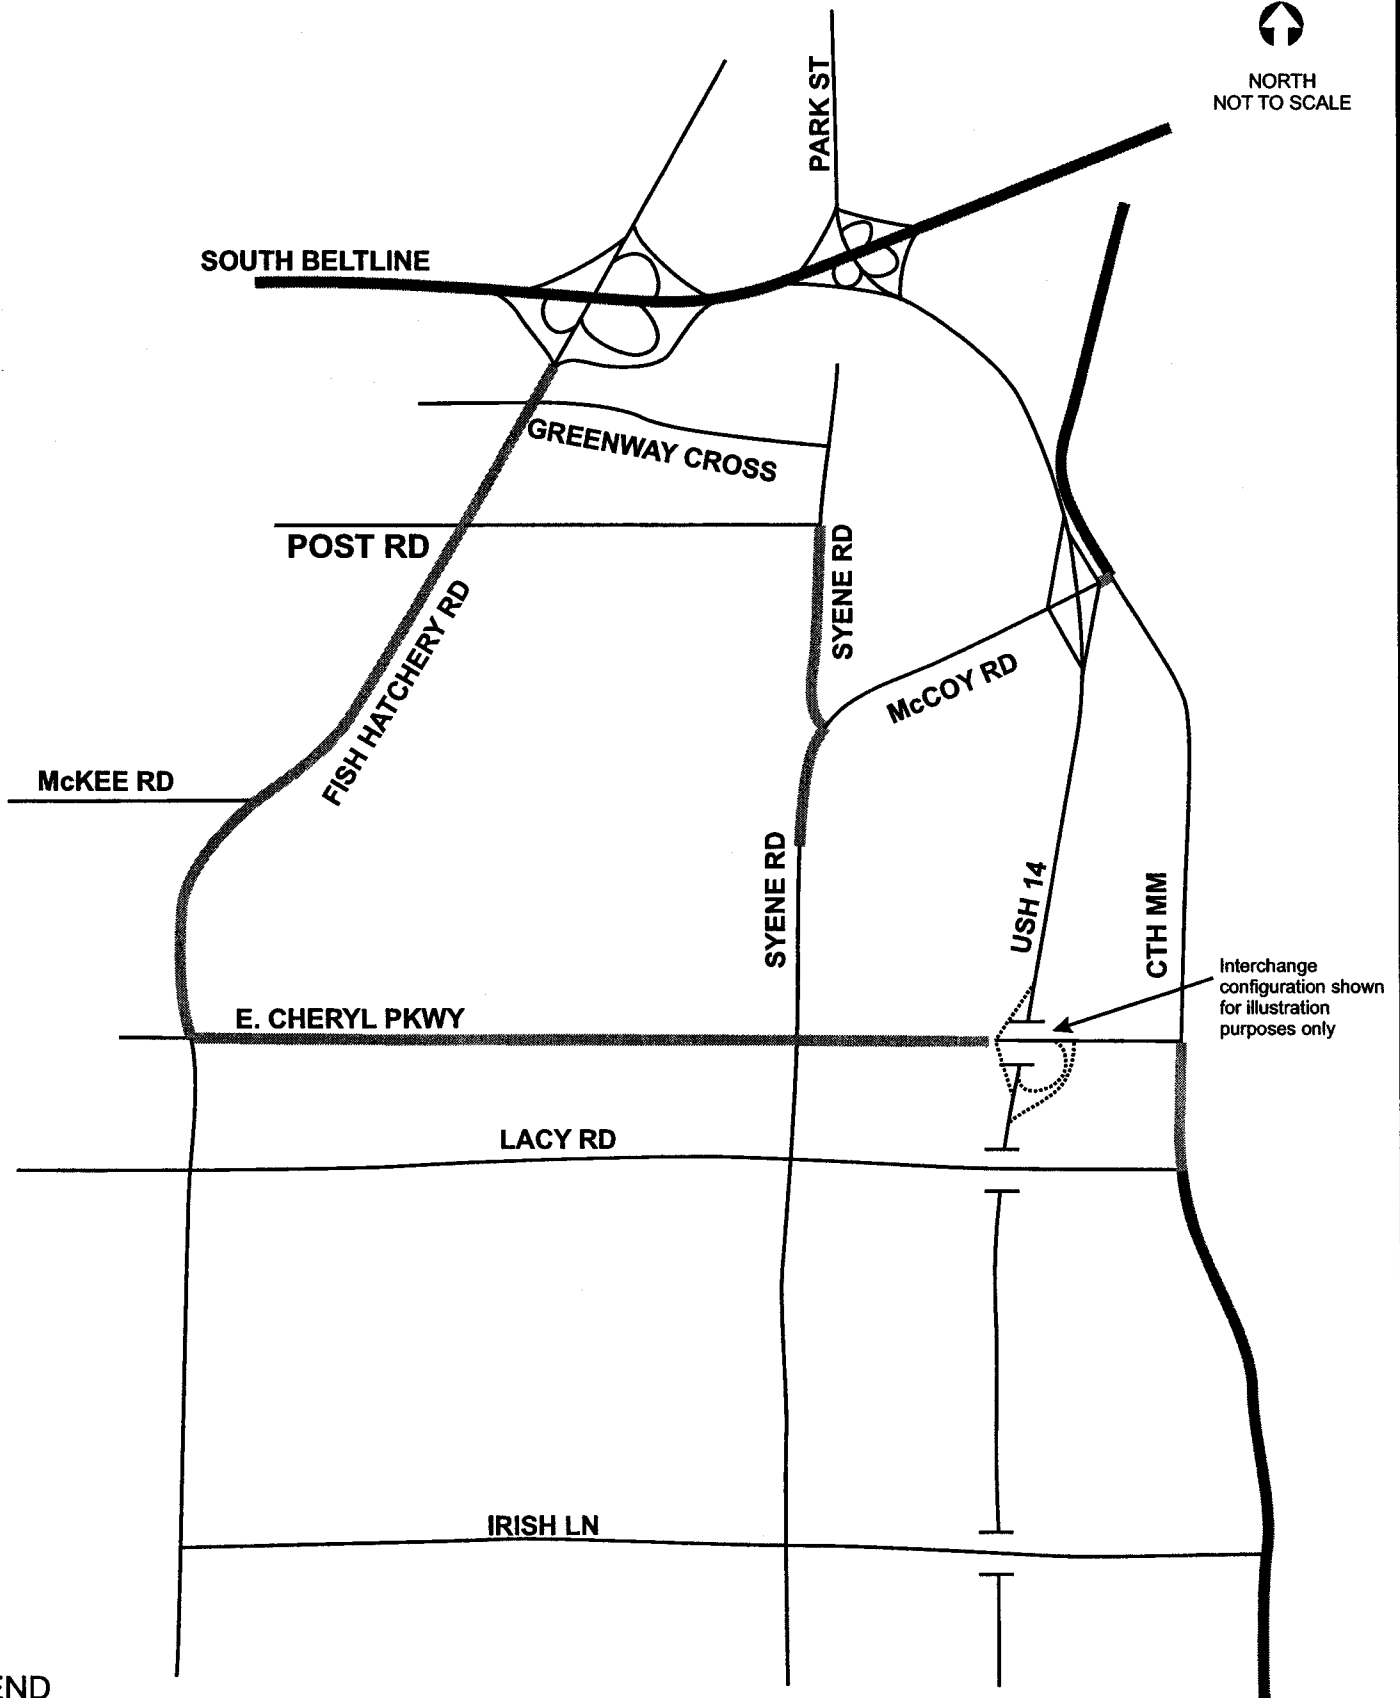 PARK ST
NORTH
NOT TO SCALE
SOUTH BELTLINE
GREENWAY CROSS
POST RD
SYENE RD
FISH HATCHERY RD
McCOY RD
McKEE RD
SYENE RD
USH 14
CTH MM
Interchange
configuration shown
for illustration
purposes only
E. CHERYL PKWY
LACY RD
IRISH LN
END